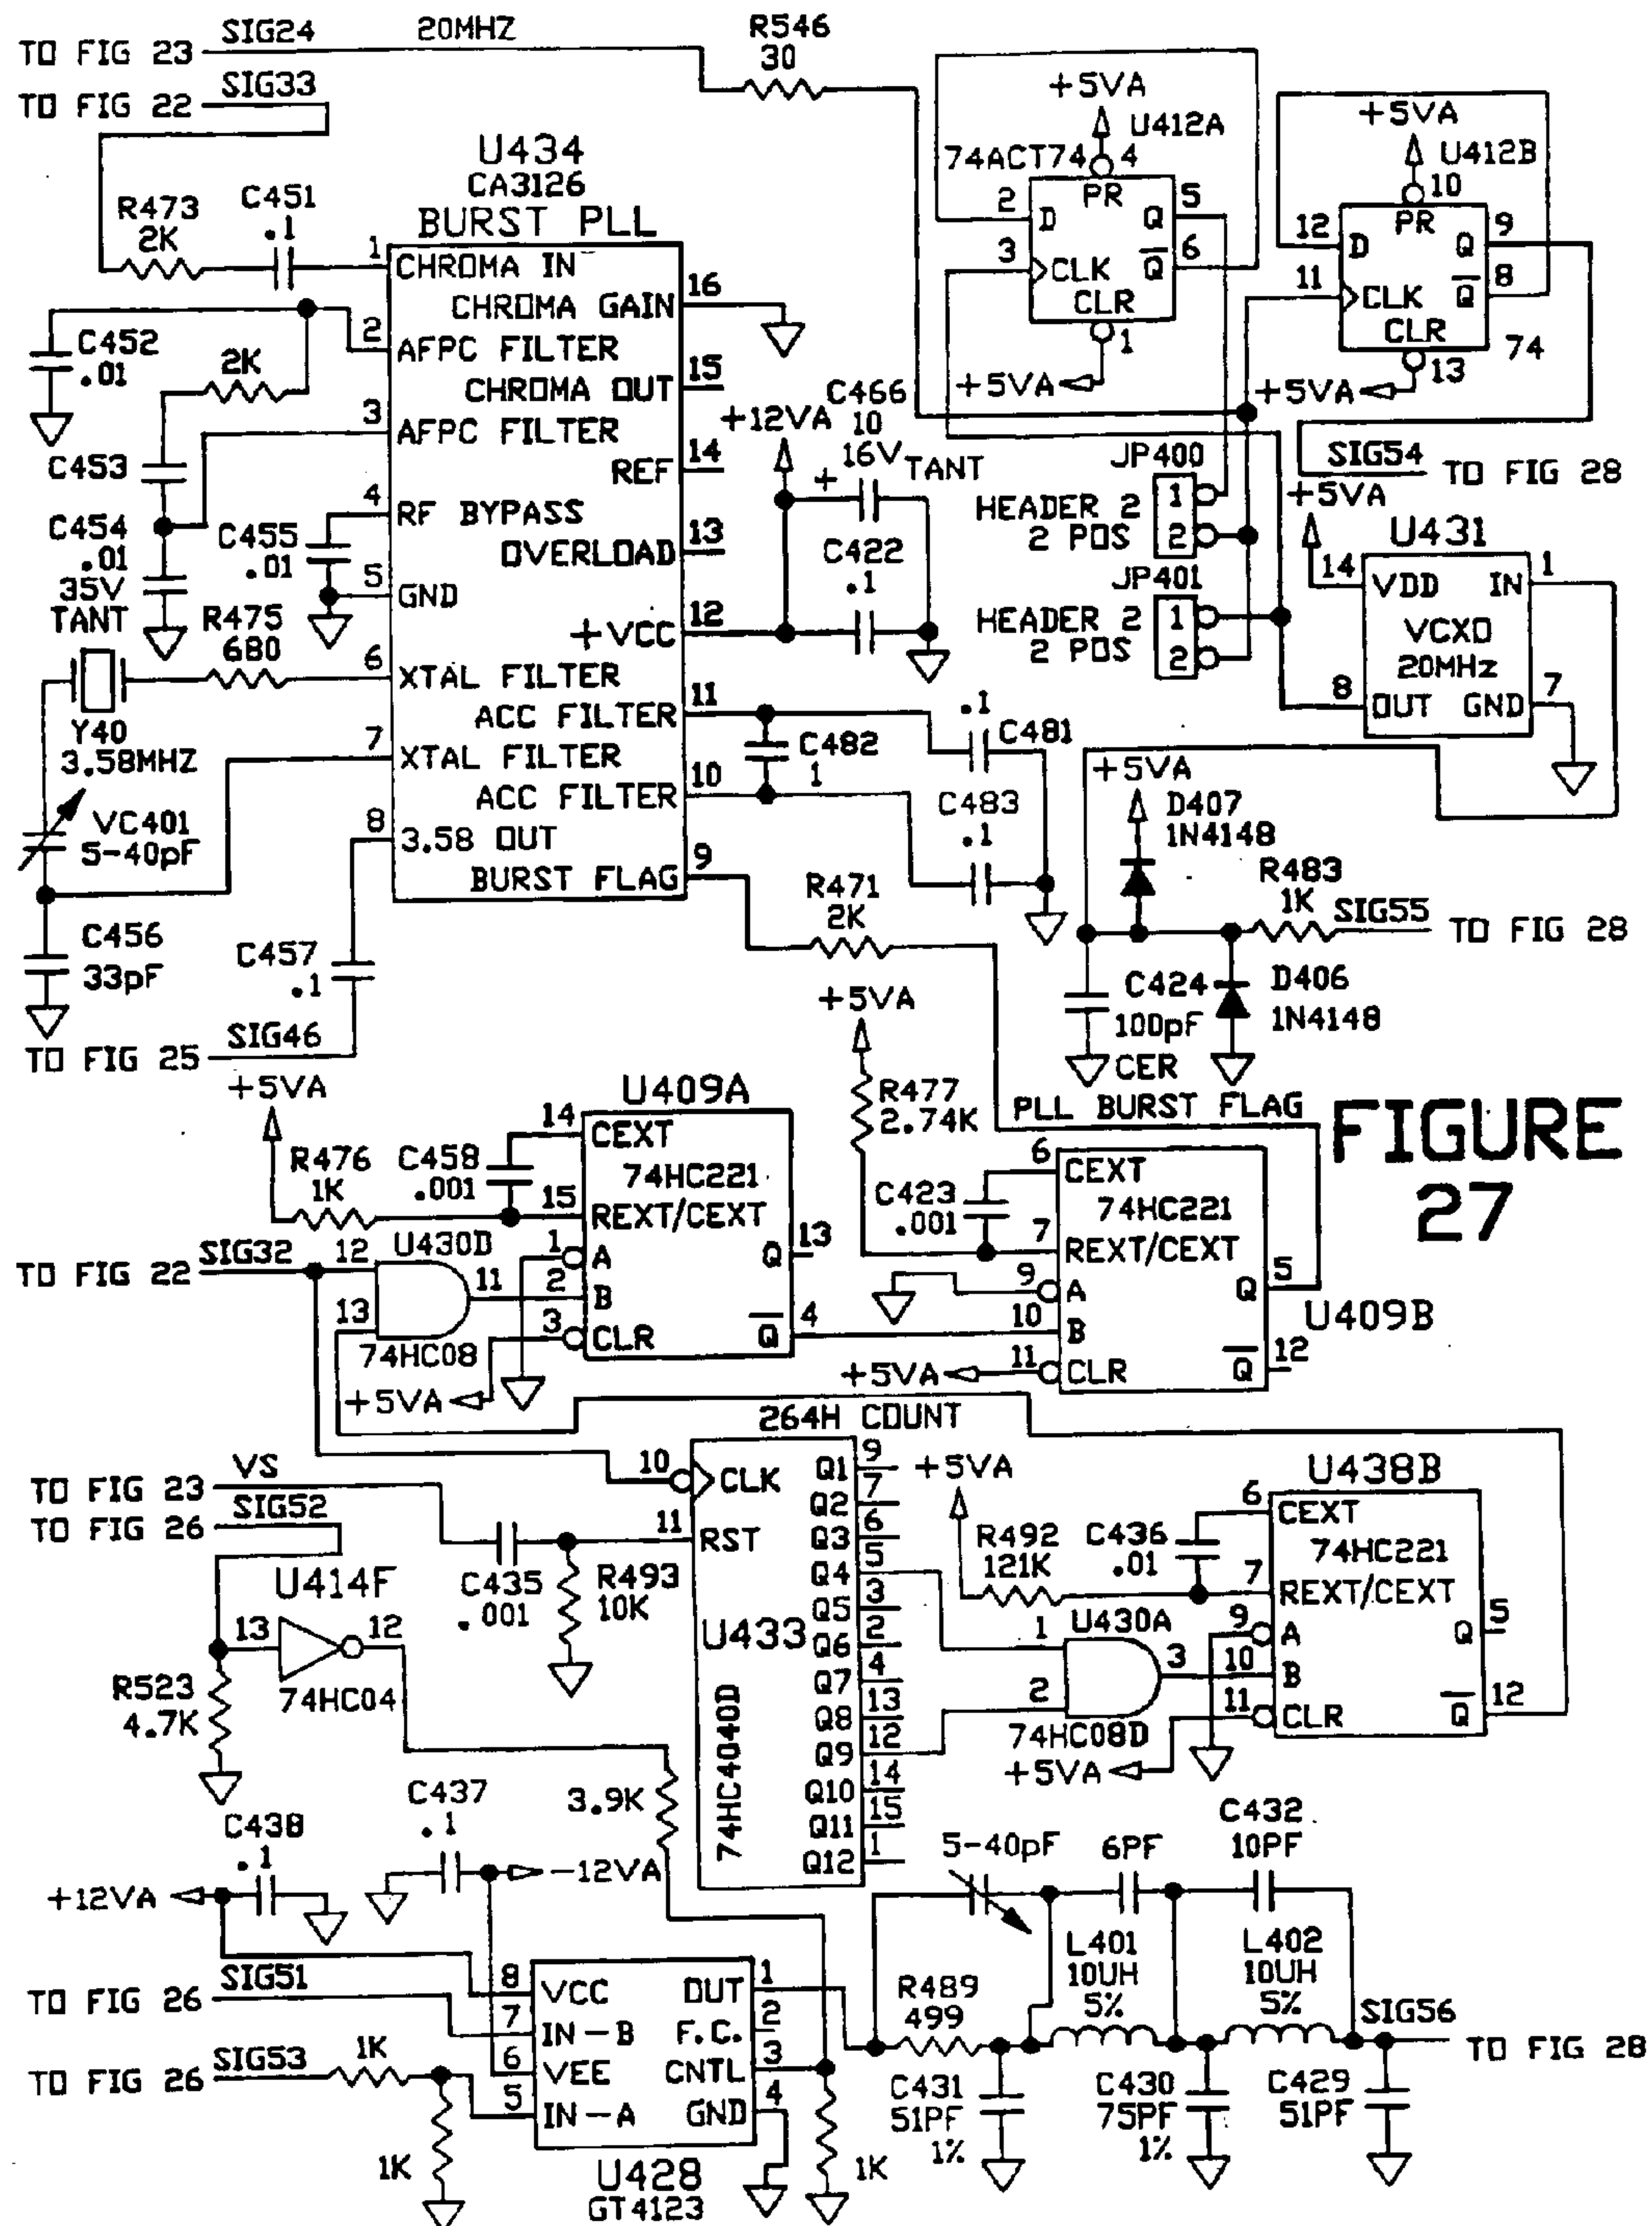 TO FIG 23 SIG24 20MHZ
R546
30
TO FIG 22 SIG33
U434
CA3126
BURST PLL
R473
2K
C451
.1
1 CHROMA IN
CHROMA GAIN 16
2 AFPC FILTER
CHROMA OUT 15
3 AFPC FILTER
REF 14
4 RF BYPASS
OVERLOAD 13
5 GND
+VCC 12
6 XTAL FILTER
ACC FILTER 11
7 XTAL FILTER
ACC FILTER 10
8 3.58 OUT
BURST FLAG 9
C452
.01
2K
C453
C454
.01
35V
TANT
C455
.01
R475
680
Y40
3.58MHZ
VC401
5-40pF
C456
33pF
C457
.1
TO FIG 25 SIG46
+12VA
C466
10
16V TANT
+
C422
.1
.1
C481
C482
1
C483
.1
R471
2K
+5VA
U412A
74ACT74
4
PR
2 D
Q 5
3 CLK
Q 6
CLR
1
+5VA
+5VA
U412B
10
PR
12 D
Q 9
11 CLK
Q 8
CLR
74
13
+5VA
SIG54 TO FIG 28
JP400
HEADER 2
2 POS
1
2
JP401
HEADER 2
2 POS
1
2
+5VA
U431
14 VDD
IN 1
VCXO
20MHz
8 OUT
GND 7
+5VA
D407
1N4148
R483
1K
SIG55 TO FIG 28
C424
100pF
CER
D406
1N4148
FIGURE
27
+5VA
R476
1K
C458
.001
U409A
14 CEXT
74HC221
15 REXT/CEXT
1 A
Q 13
2 B
3 CLR
Q 4
TO FIG 22 SIG32
12
U430D
11
13
74HC08
+5VA
+5VA
R477
2.74K
PLL BURST FLAG
C423
.001
6 CEXT
74HC221
7 REXT/CEXT
9 A
Q 5
10 B
U409B
11 CLR
Q 12
+5VA
264H COUNT
TO FIG 23 VS
TO FIG 26 SIG52
10 CLK
11 RST
U433
74HC4040D
Q1 9
Q2 7
Q3 6
Q4 5
Q5 3
Q6 2
Q7 4
Q8 13
Q9 12
Q10 14
Q11 15
Q12 1
C435
.001
R493
10K
U414F
13
12
74HC04
R523
4.7K
3.9K
+5VA
R492
121K
C436
.01
U438B
6 CEXT
74HC221
7 REXT/CEXT
9 A
Q 5
10 B
11 CLR
Q 12
1
U430A
3
2
74HC08D
+5VA
C437
.1
-12VA
C438
.1
+12VA
TO FIG 26 SIG51
TO FIG 26 SIG53
1K
1K
8 VCC
OUT 1
7 IN-B
F.C. 2
6 VEE
CNTL 3
5 IN-A
GND 4
U428
GT4123
1K
5-40pF
6PF
C432
10PF
L401
10UH
5%
L402
10UH
5%
R489
499
C431
51PF
1%
C430
75PF
1%
C429
51PF
SIG56 TO FIG 28